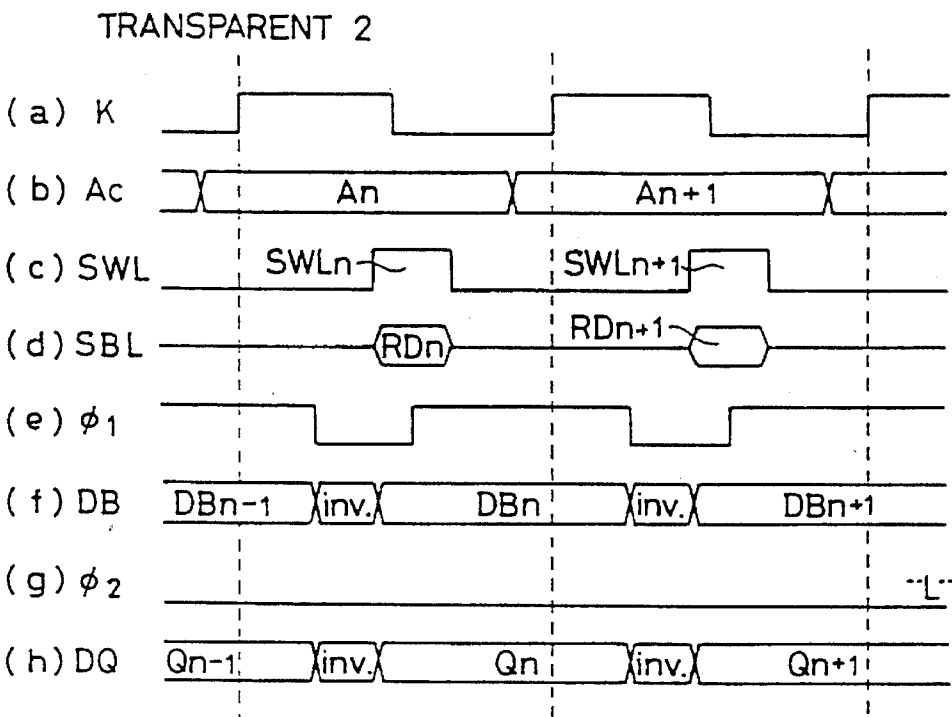 TRANSPARENT 2
(a) K
(b) Ac An An+1
(c) SWL SWLn SWLn+1
(d) SBL RDn RDn+1
(e) ϕ1
(f) DB DBn-1 inv. DBn inv. DBn+1
(g) ϕ2 "L"
(h) DQ Qn-1 inv. Qn inv. Qn+1